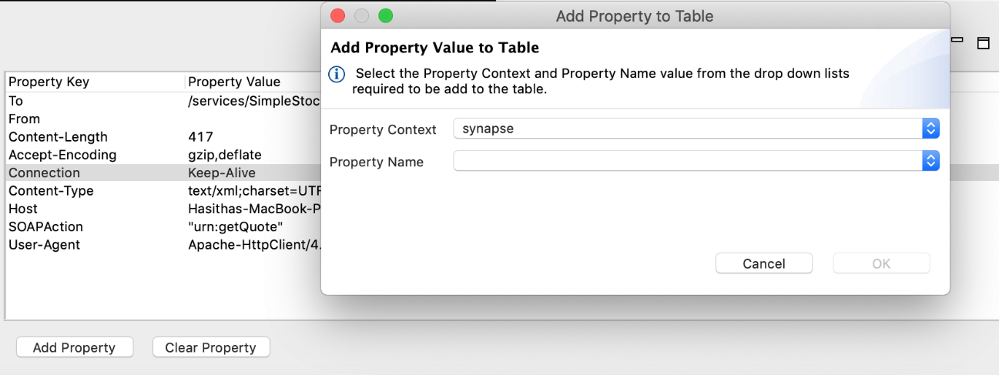 Add Property to Table
Add Property Value to Table
Select the Property Context and Property Name value from the drop down lists
required to be add to the table.
Property Context synapse
Property Name
Cancel OK
Property Key Property Value
To /services/SimpleStoc
From
Content-Length 417
Accept-Encoding gzip,deflate
Connection Keep-Alive
Content-Type text/xml;charset=UTF
Host Hasithas-MacBook-P
SOAPAction "urn:getQuote"
User-Agent Apache-HttpClient/4.
Add Property Clear Property